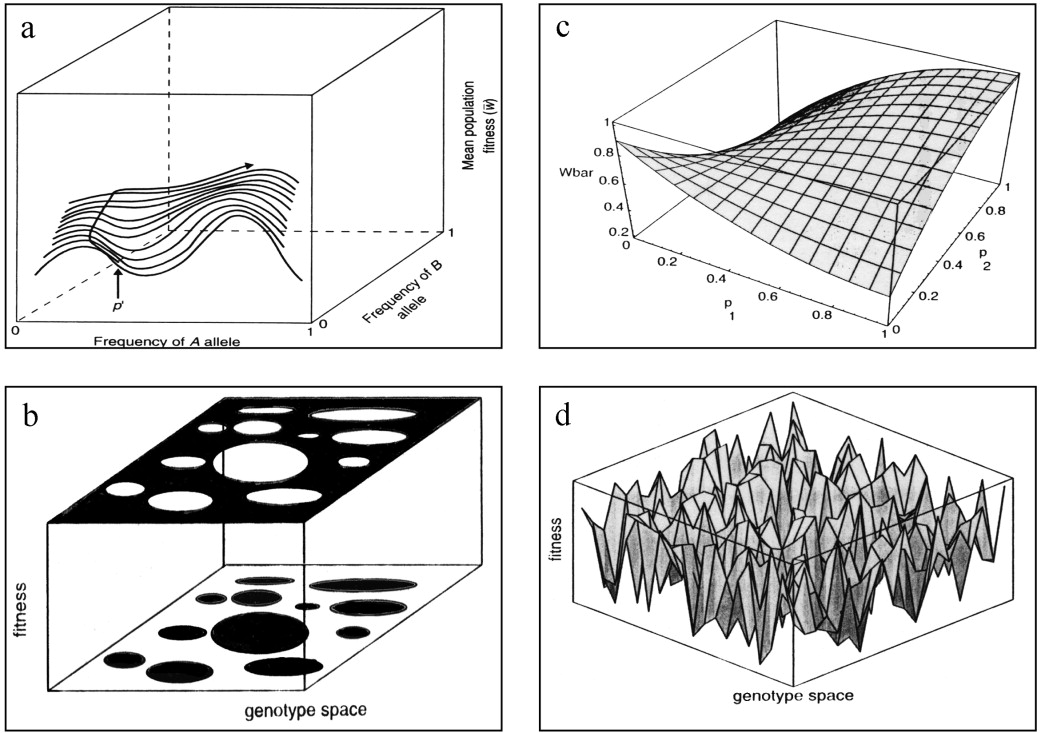 a
Mean population
fitness (w̄)
p'
1
Frequency of B
allele
0
1 0
Frequency of A allele
c
1
0.8
Wbar
0.6
0.4
0.2
0
0.2
0.4
p
1
0.6
0.8
1
0
0.2
0.4
p
2
0.6
0.8
1
b
fitness
genotype space
d
fitness
genotype space